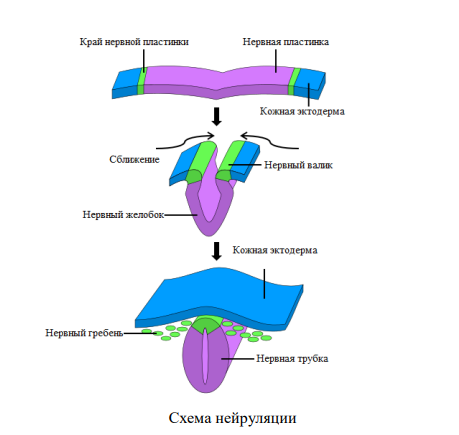 Край нервной пластинки
Нервная пластинка
Кожная эктодерма
Сближение
Нервный валик
Нервный желобок
Кожная эктодерма
Нервный гребень
Нервная трубка
Схема нейруляции